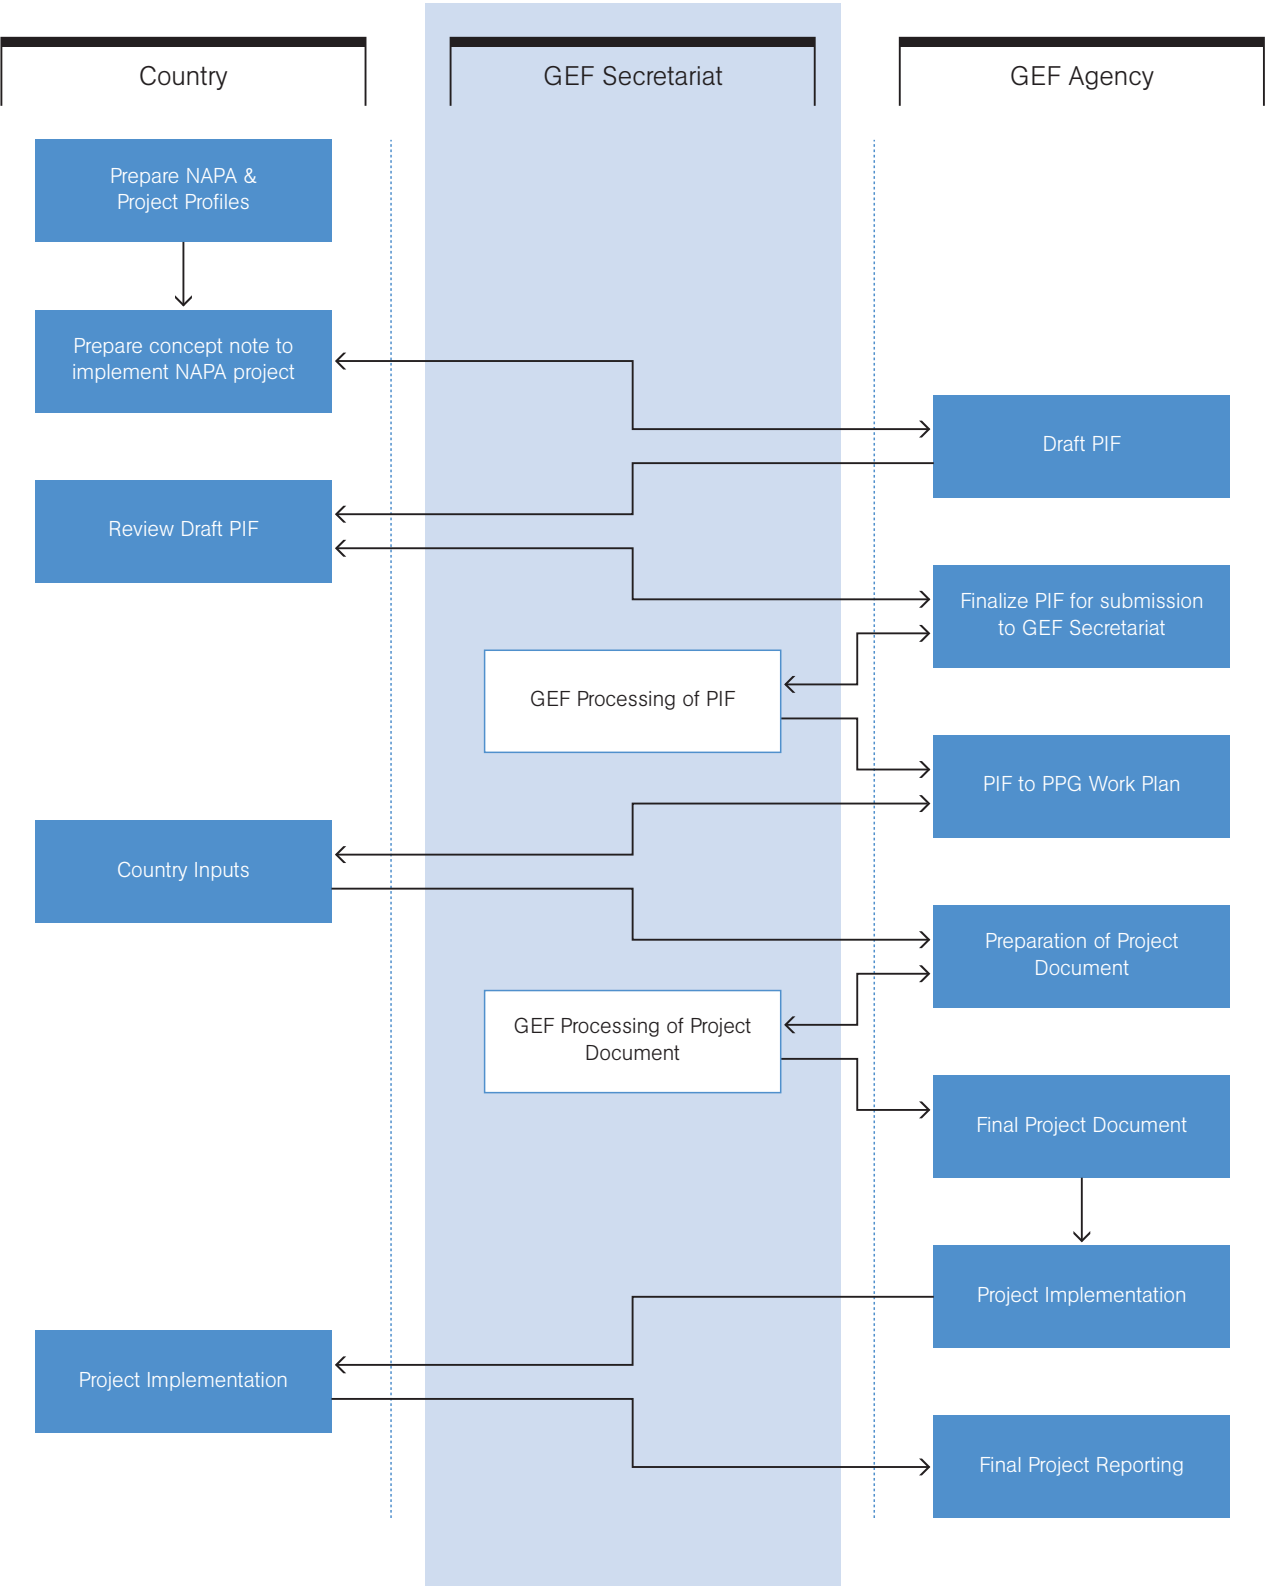 Country
GEF Secretariat
GEF Agency
Prepare NAPA &
Project Profiles
Prepare concept note to
implement NAPA project
Draft PIF
Review Draft PIF
Finalize PIF for submission
to GEF Secretariat
GEF Processing of PIF
PIF to PPG Work Plan
Country Inputs
Preparation of Project
Document
GEF Processing of Project
Document
Final Project Document
Project Implementation
Project Implementation
Final Project Reporting